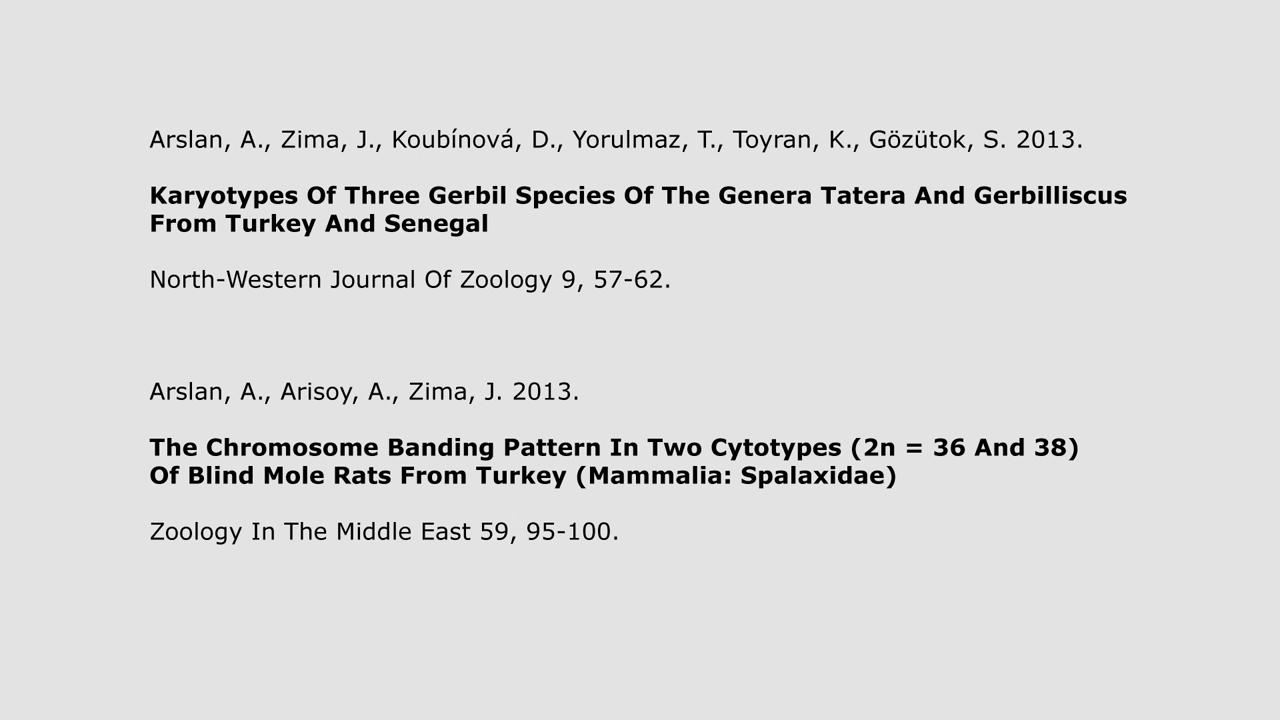 Arslan, A., Zima, J., Koubínová, D., Yorulmaz, T., Toyran, K., Gözütok, S. 2013.
Karyotypes Of Three Gerbil Species Of The Genera Tatera And Gerbilliscus
From Turkey And Senegal
North-Western Journal Of Zoology 9, 57-62.
Arslan, A., Arisoy, A., Zima, J. 2013.
The Chromosome Banding Pattern In Two Cytotypes (2n = 36 And 38)
Of Blind Mole Rats From Turkey (Mammalia: Spalaxidae)
Zoology In The Middle East 59, 95-100.